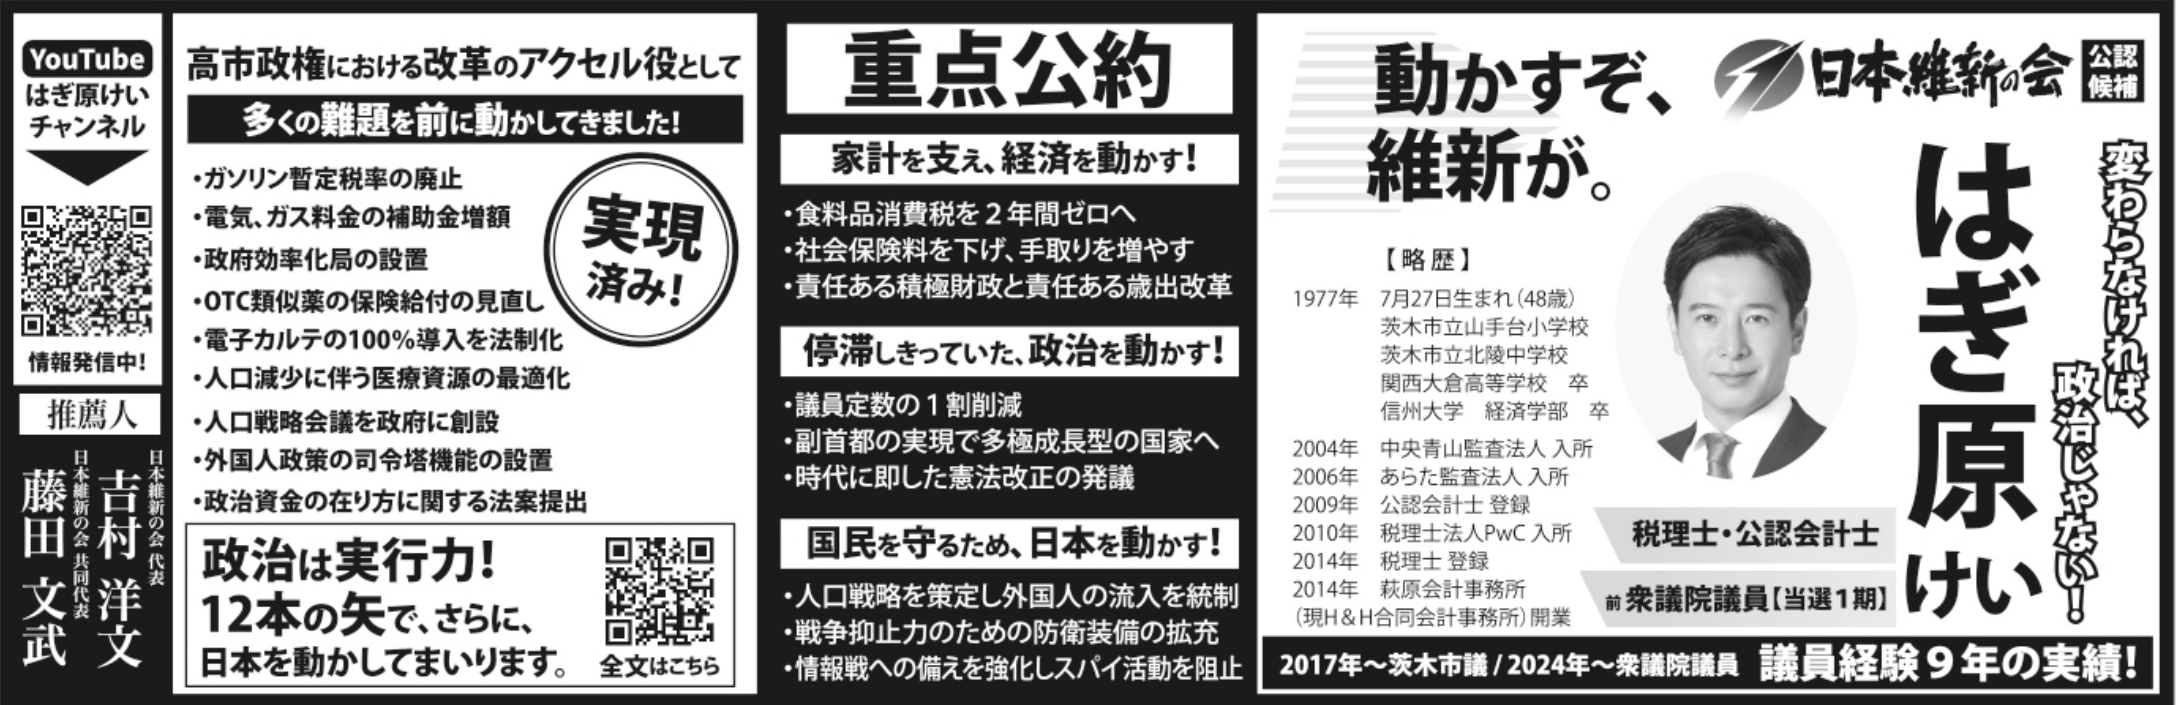 動かすぞ、
維新が。
日本維新の会
公認
候補
変わらなければ、
政治じゃない!
はぎ原けい
【略歴】
1977年 7月27日生まれ(48歳)
茨木市立山手台小学校
茨木市立北陵中学校
関西大倉高等学校 卒
信州大学 経済学部 卒
2004年 中央青山監査法人 入所
2006年 あらた監査法人 入所
2009年 公認会計士 登録
2010年 税理士法人PwC 入所
2014年 税理士 登録
2014年 萩原会計事務所
(現H&H合同会計事務所)開業
税理士・公認会計士
前衆議院議員【当選1期】
2017年〜茨木市議/2024年〜衆議院議員 議員経験9年の実績!
重点公約
家計を支え、経済を動かす!
・食料品消費税を2年間ゼロへ
・社会保険料を下げ、手取りを増やす
・責任ある積極財政と責任ある歳出改革
停滞しきっていた、政治を動かす!
・議員定数の1割削減
・副首都の実現で多極成長型の国家へ
・時代に即した憲法改正の発議
国民を守るため、日本を動かす!
・人口戦略を策定し外国人の流入を統制
・戦争抑止力のための防衛装備の拡充
・情報戦への備えを強化しスパイ活動を阻止
高市政権における改革のアクセル役として
多くの難題を前に動かしてきました!
・ガソリン暫定税率の廃止
・電気、ガス料金の補助金増額
・政府効率化局の設置
・OTC類似薬の保険給付の見直し
・電子カルテの100%導入を法制化
・人口減少に伴う医療資源の最適化
・人口戦略会議を政府に創設
・外国人政策の司令塔機能の設置
・政治資金の在り方に関する法案提出
実現
済み!
政治は実行力!
12本の矢で、さらに、
日本を動かしてまいります。
全文はこちら
YouTube
はぎ原けい
チャンネル
情報発信中!
推薦人
日本維新の会 代表
吉村 洋文
日本維新の会 共同代表
藤田 文武